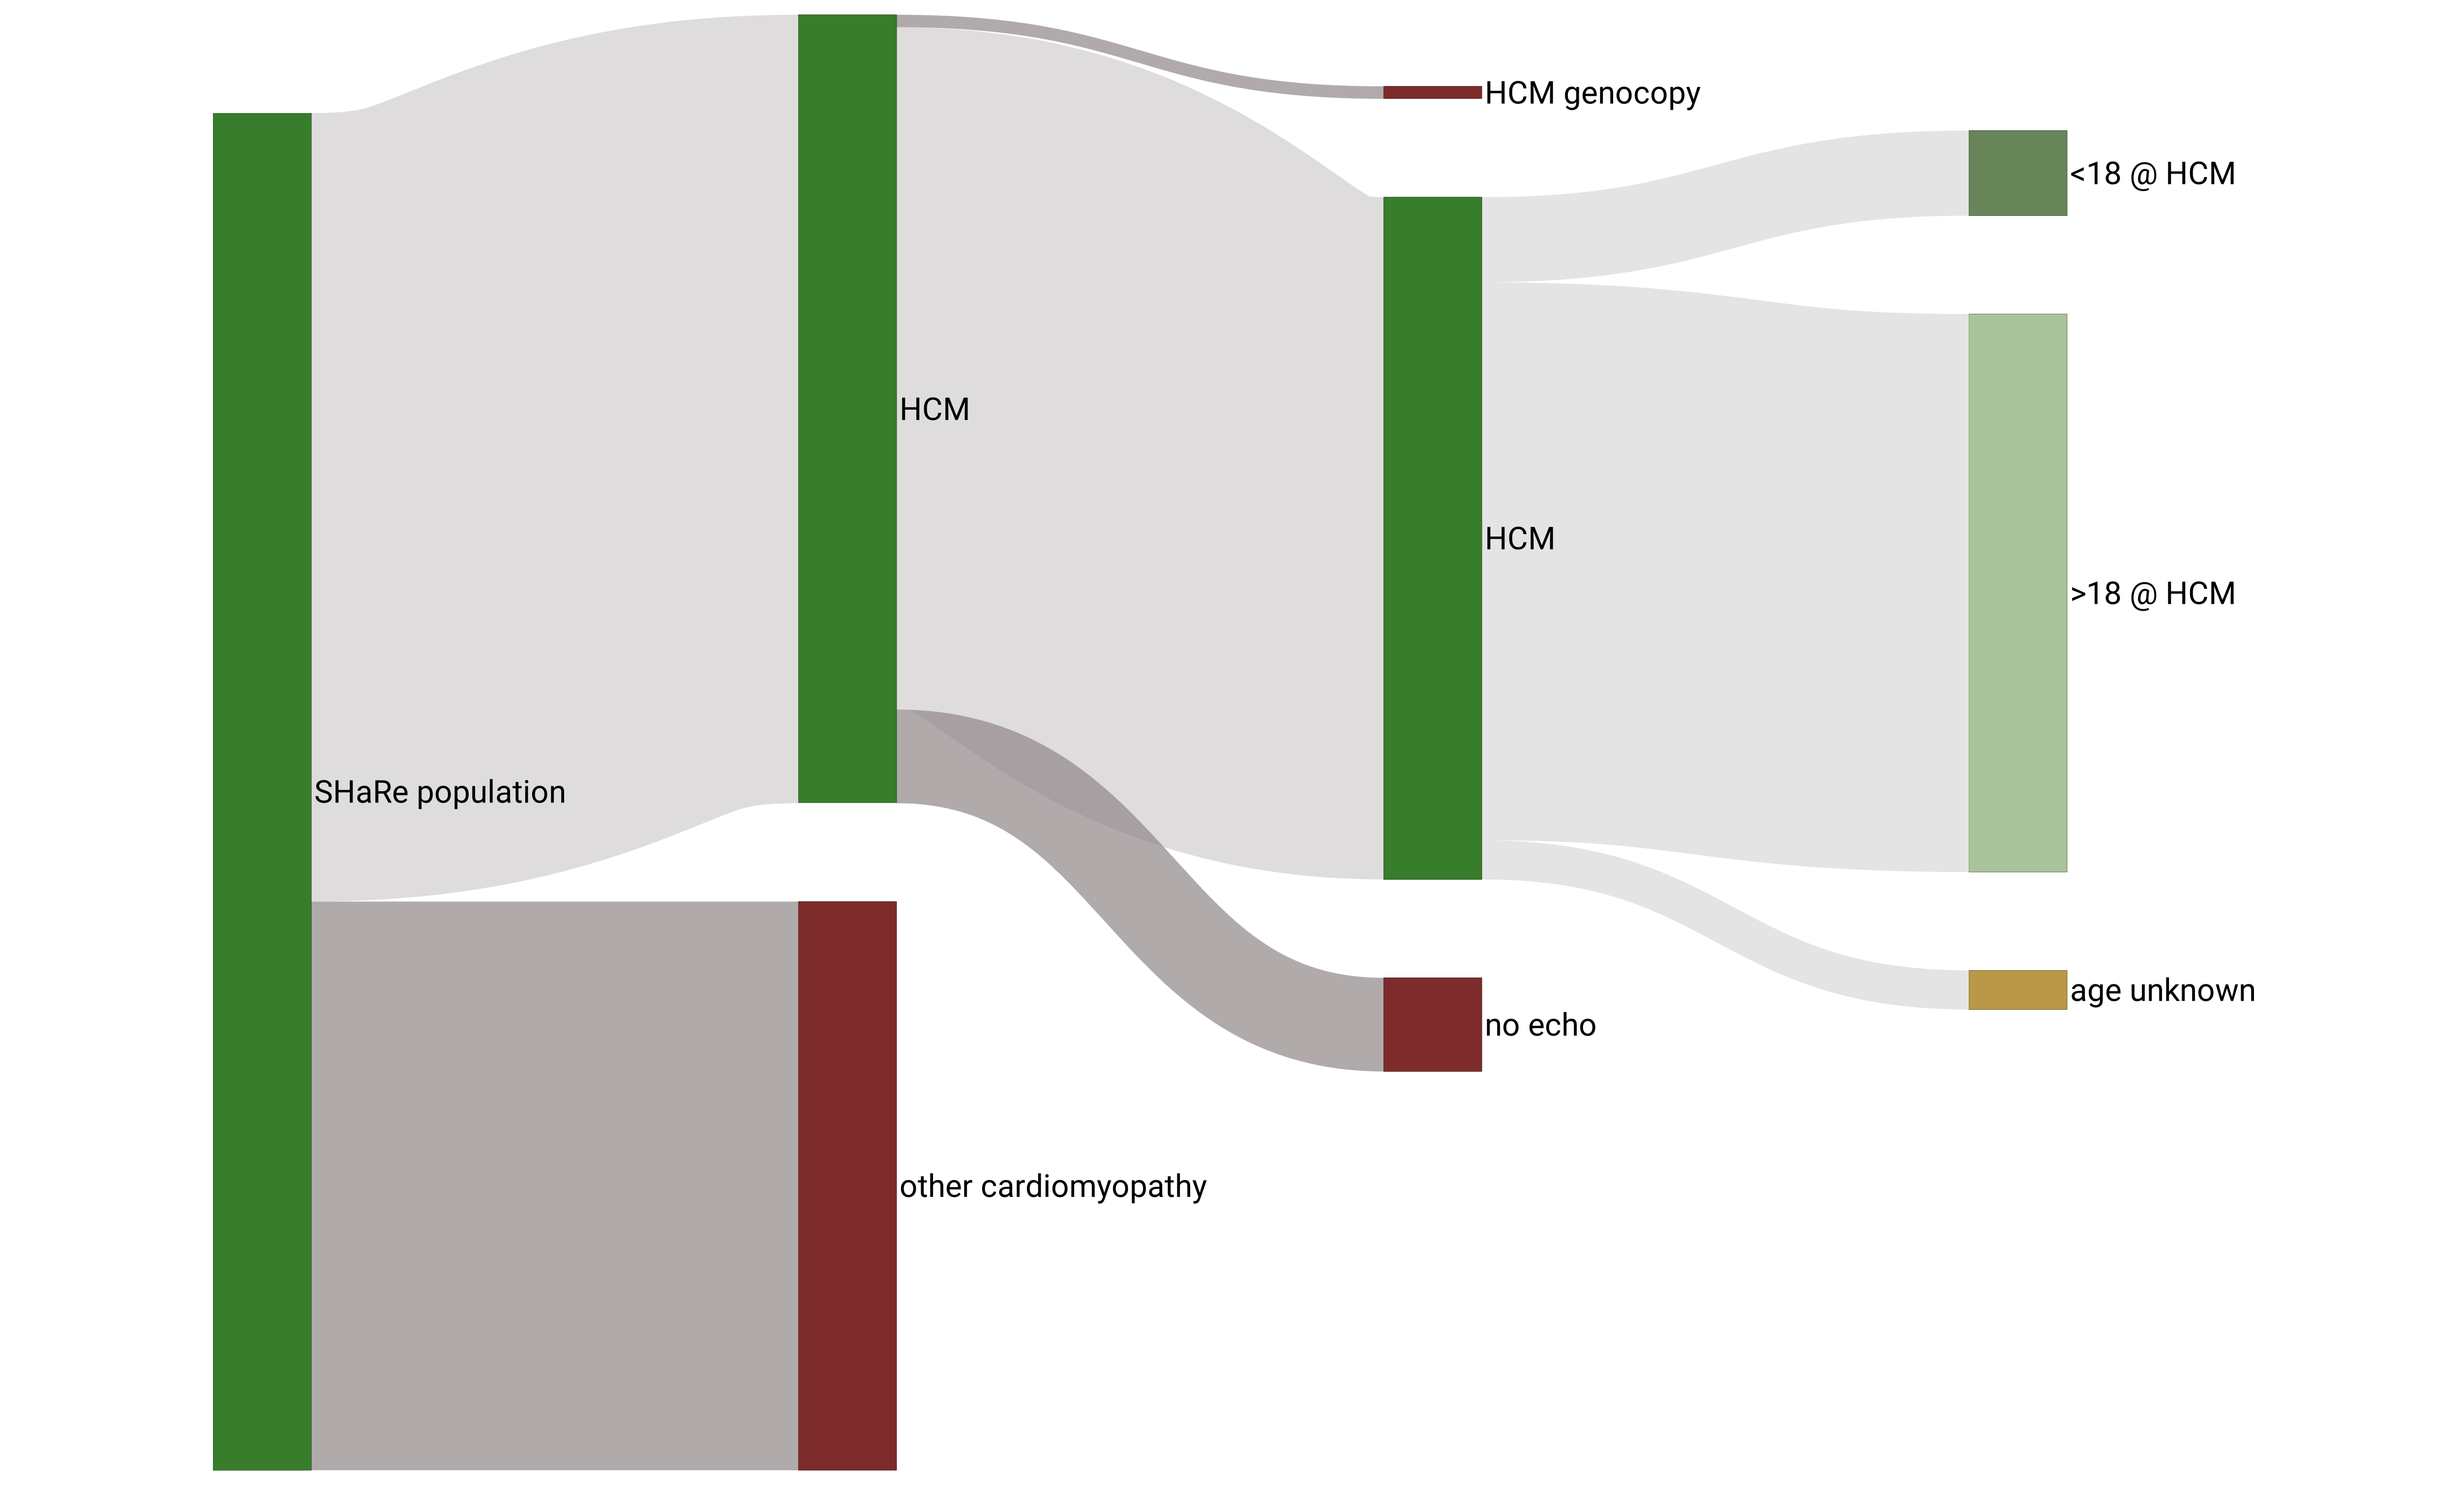 SHaRe population
HCM
other cardiomyopathy
HCM genocopy
HCM
no echo
<18 @ HCM
>18 @ HCM
age unknown